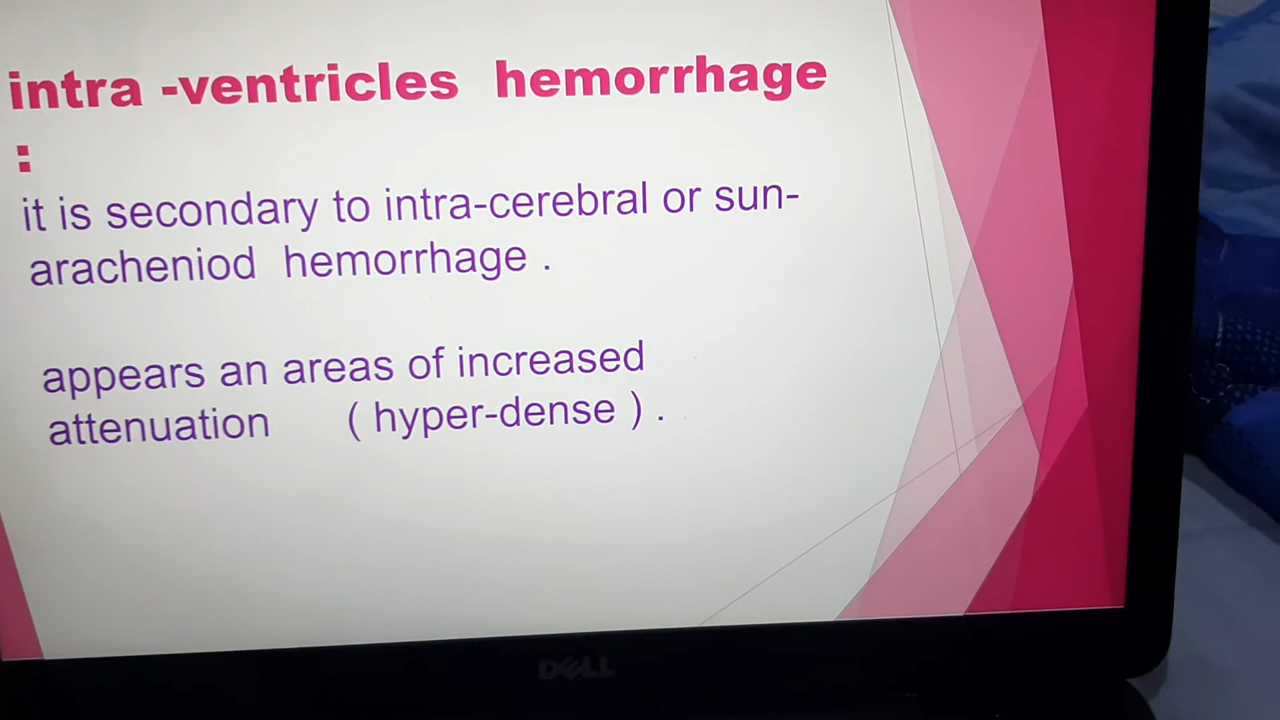 intra -ventricles hemorrhage
:
it is secondary to intra-cerebral or sun-
aracheniod hemorrhage .
appears an areas of increased
attenuation ( hyper-dense ) .
DELL